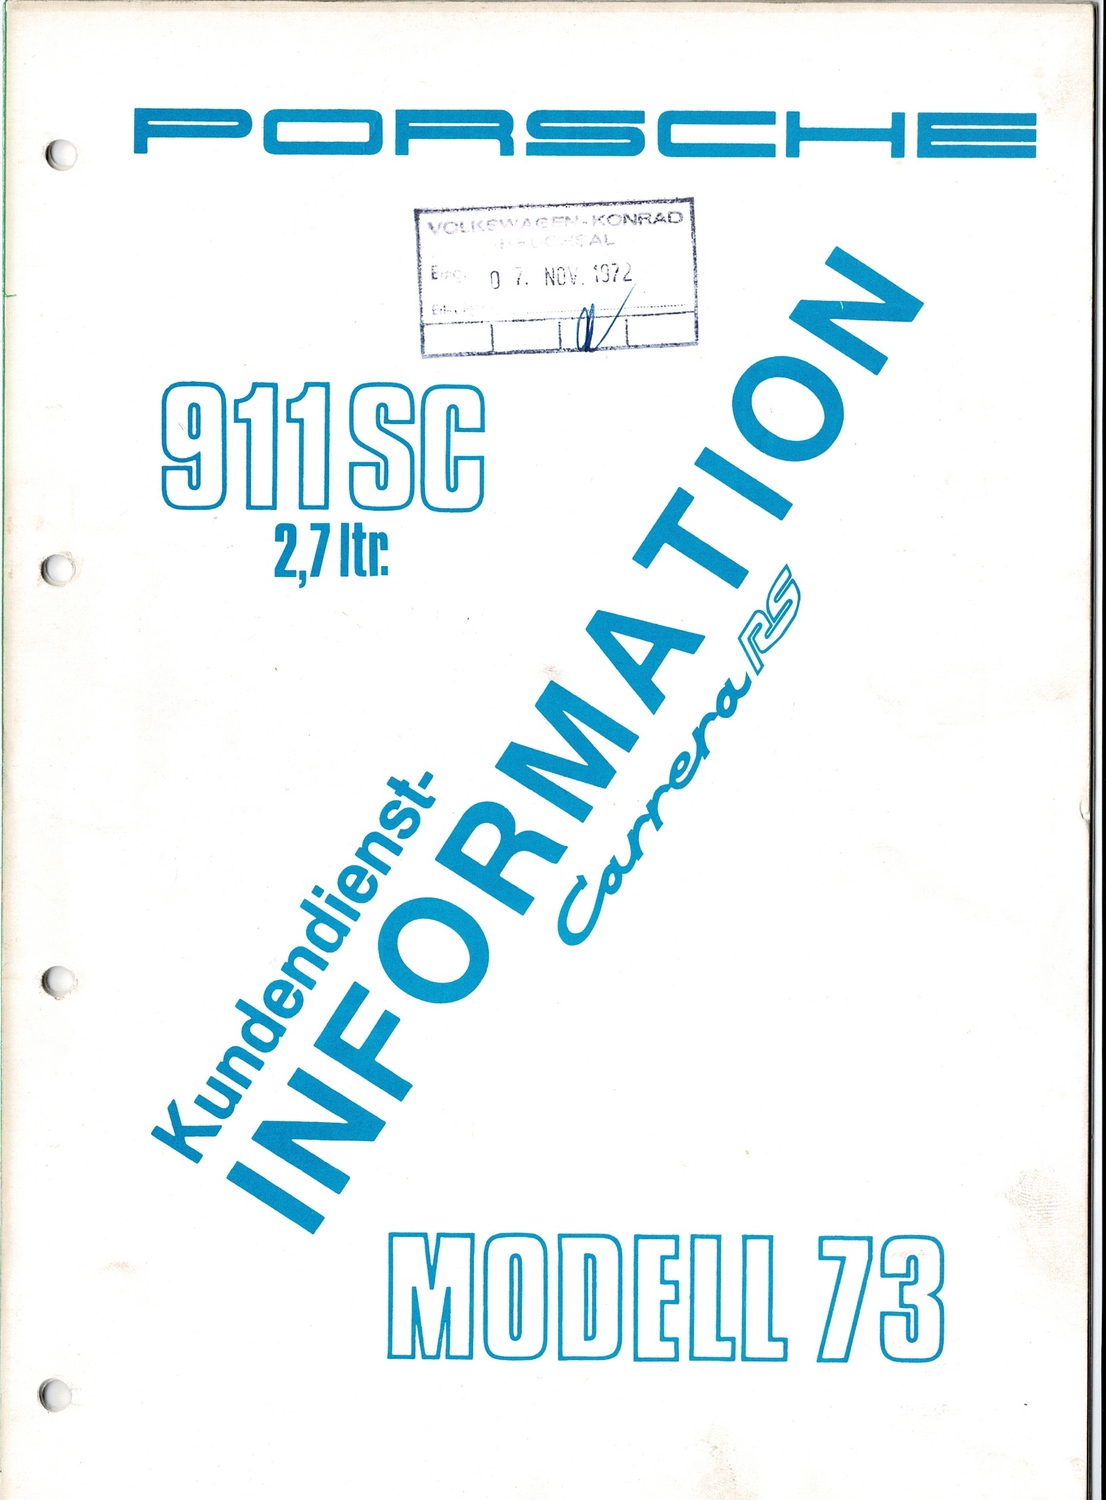 PORSCHE
VOLKSWAGEN-KONRAD
07. NOV. 1972
911SC
2,7 ltr.
Kundendienst-
INFORMATION
Carrera RS
MODELL 73